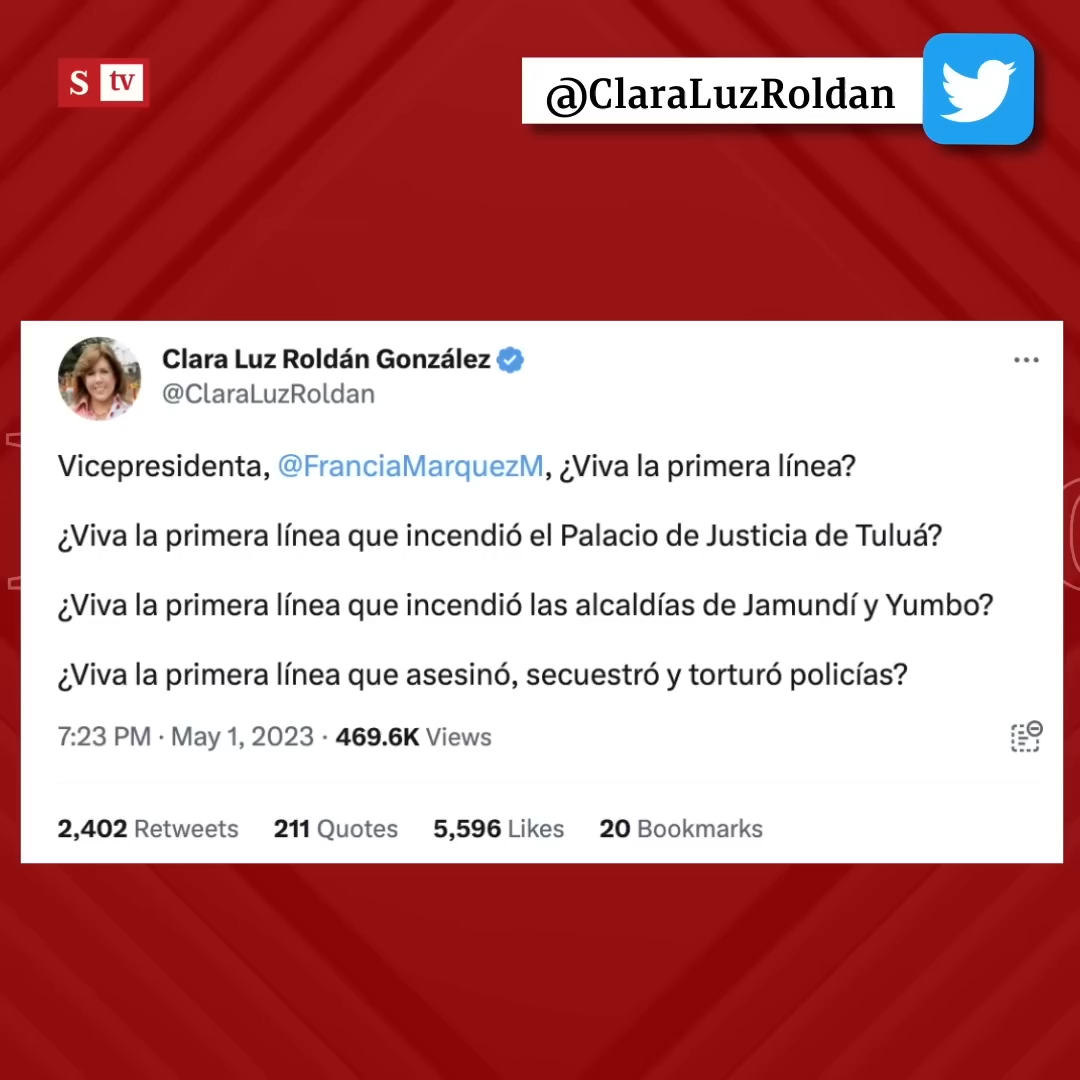 S tv
@ClaraLuzRoldan
Clara Luz Roldán González
@ClaraLuzRoldan
Vicepresidenta, @FranciaMarquezM, ¿Viva la primera línea?
¿Viva la primera línea que incendió el Palacio de Justicia de Tuluá?
¿Viva la primera línea que incendió las alcaldías de Jamundí y Yumbo?
¿Viva la primera línea que asesinó, secuestró y torturó policías?
7:23 PM · May 1, 2023 · 469.6K Views
2,402 Retweets 211 Quotes 5,596 Likes 20 Bookmarks